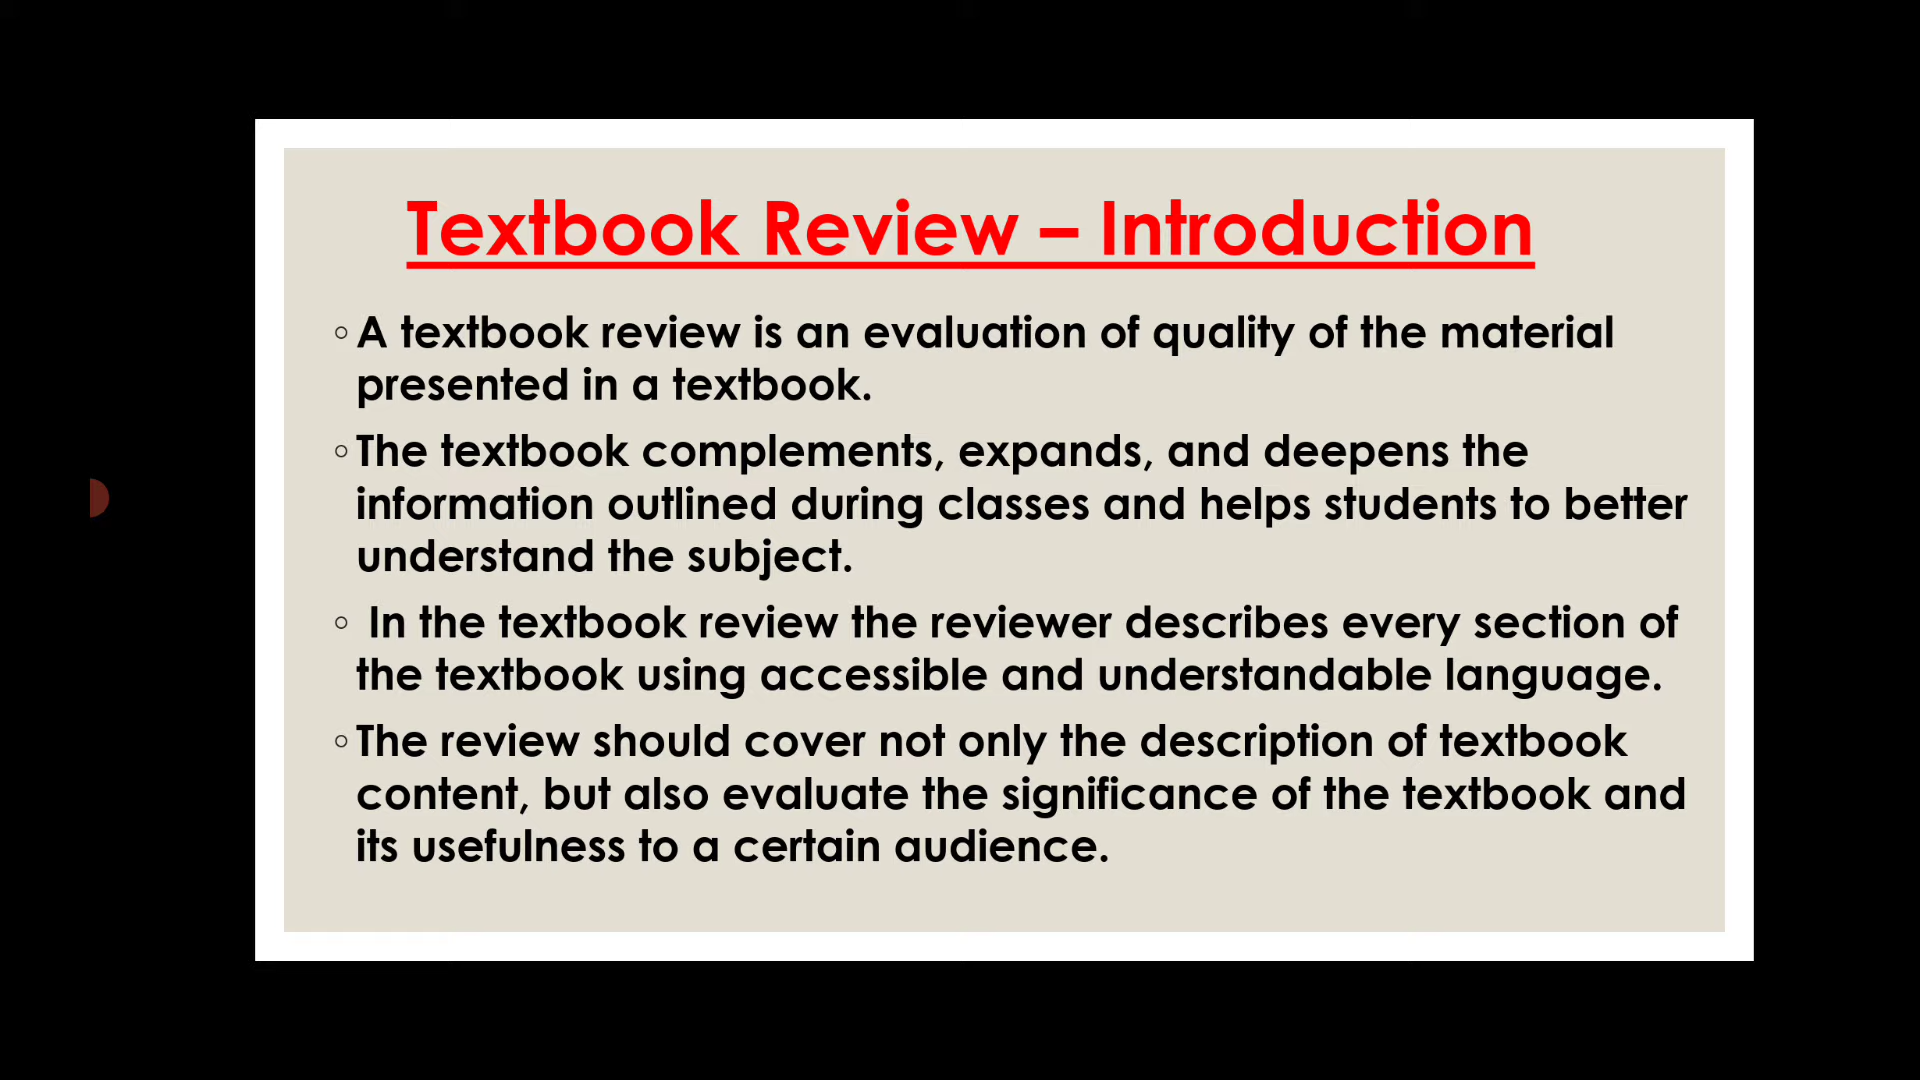 Textbook Review – Introduction
◦A textbook review is an evaluation of quality of the material
presented in a textbook.
◦The textbook complements, expands, and deepens the
information outlined during classes and helps students to better
understand the subject.
◦ In the textbook review the reviewer describes every section of
the textbook using accessible and understandable language.
◦The review should cover not only the description of textbook
content, but also evaluate the significance of the textbook and
its usefulness to a certain audience.